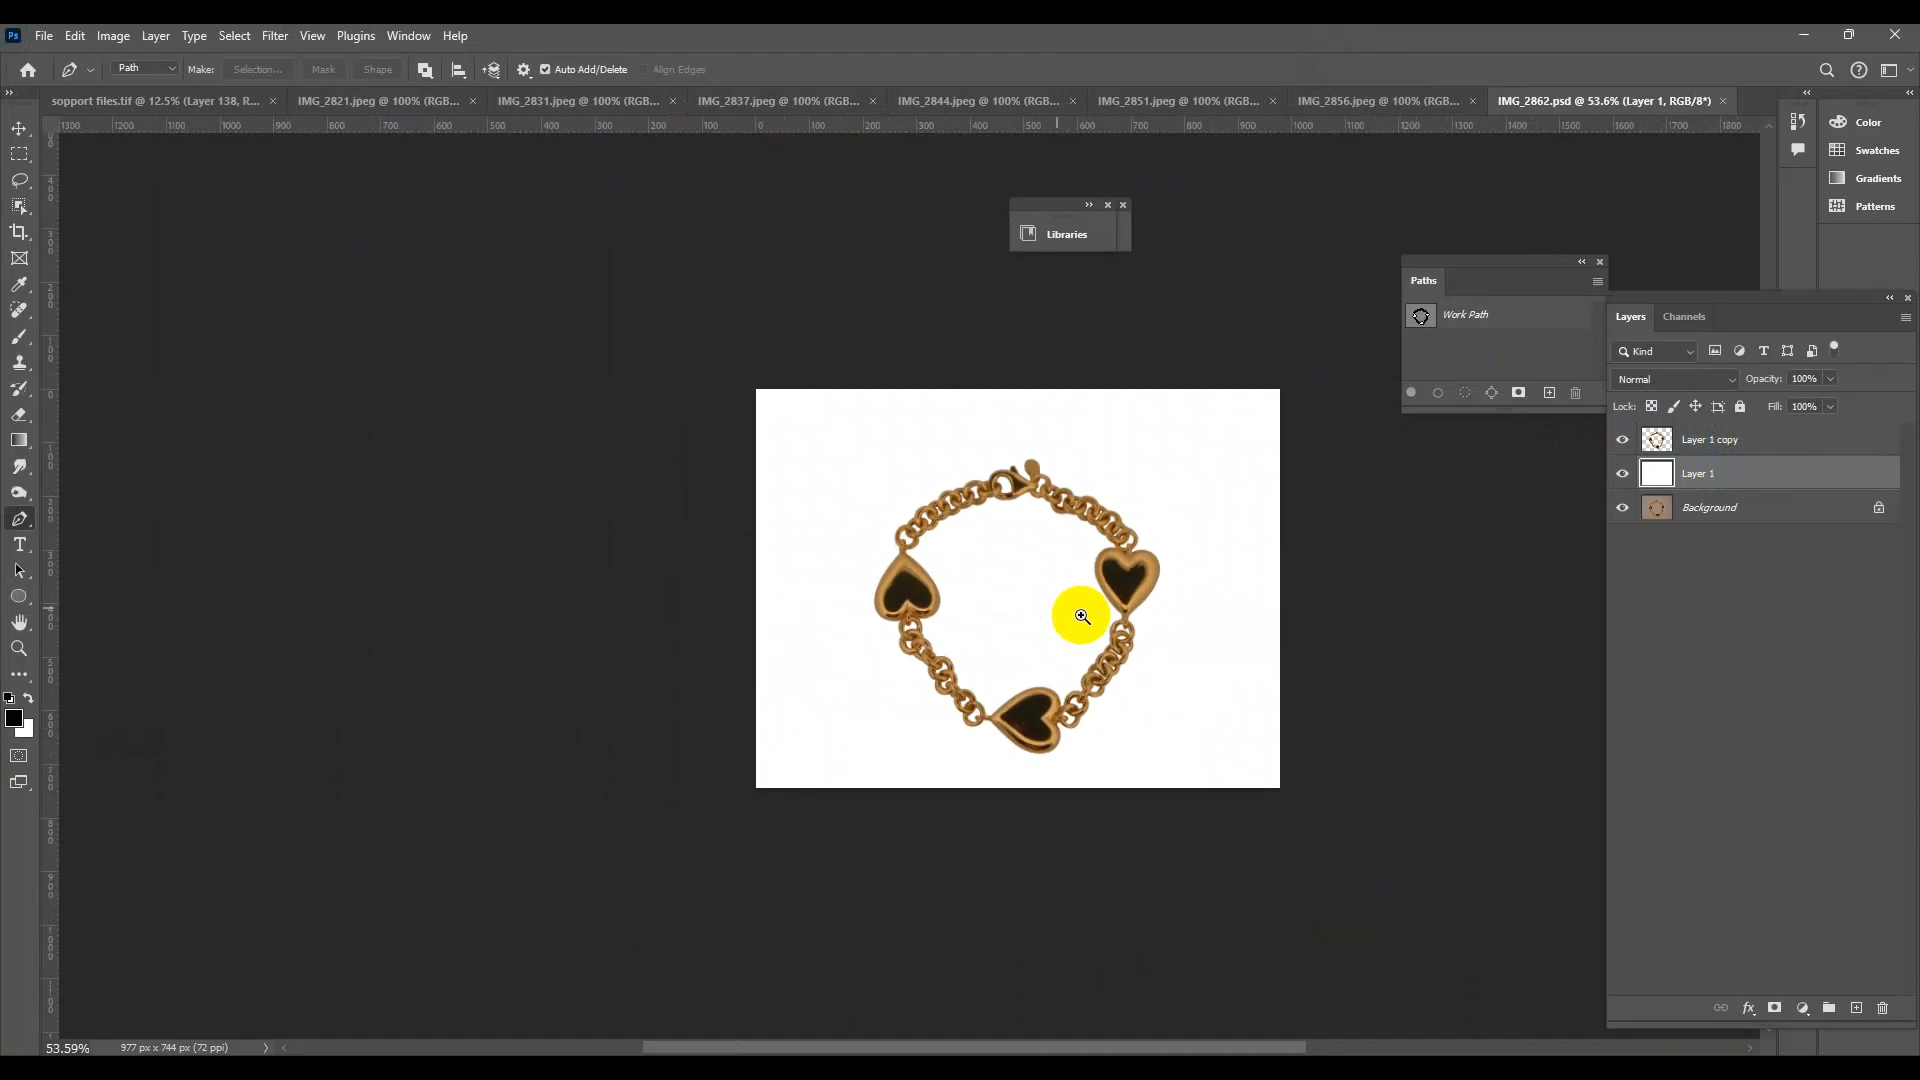 Ps File Edit Image Layer Type Select Filter View Plugins Window Help
Path Make: Selection... Mask Shape Auto Add/Delete Align Edges
sopport files.tif @ 12.5% (Layer 138, R... IMG_2821.jpeg @ 100% (RGB... IMG_2831.jpeg @ 100% (RGB... IMG_2837.jpeg @ 100% (RGB... IMG_2844.jpeg @ 100% (RGB... IMG_2851.jpeg @ 100% (RGB... IMG_2856.jpeg @ 100% (RGB... IMG_2862.psd @ 53.6% (Layer 1, RGB/8*)
1300 1200 1100 1000 900 800 700 600 500 400 300 200 100 0 100 200 300 400 500 600 700 800 900 1000 1100 1200 1300 1400 1500 1600 1700 1800
Color
Swatches
Gradients
Patterns
Libraries
Paths
Work Path
Layers Channels
Kind
Normal Opacity: 100%
Lock: Fill: 100%
Layer 1 copy
Layer 1
Background
53.59% 977 px x 744 px (72 ppi)